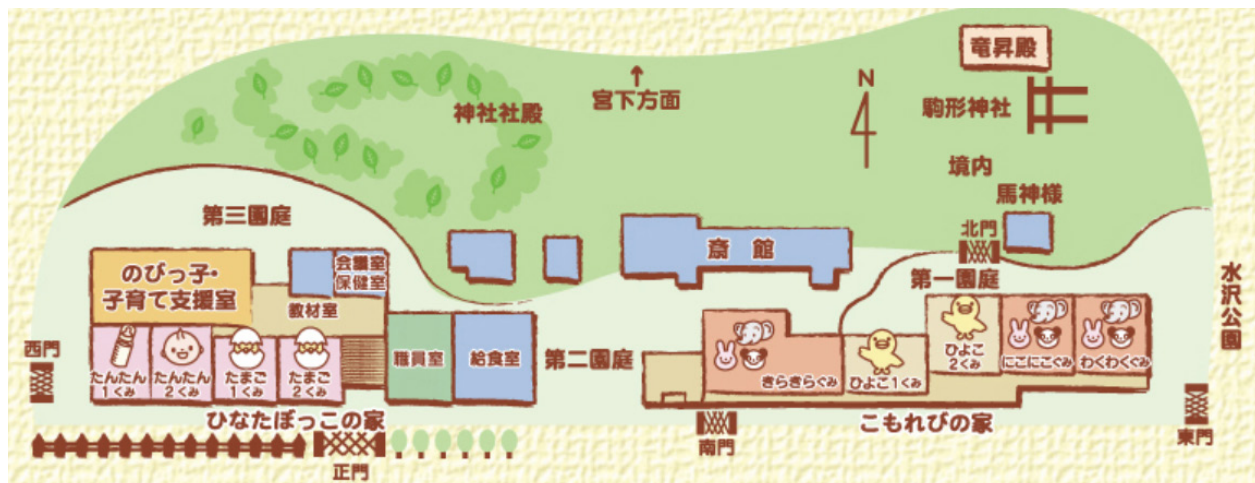 竜昇殿
宮下方面
N
神社社殿
駒形神社
境内
馬神様
北門
第三園庭
斎 館
第一園庭
水沢公園
のびっ子・
子育て支援室
会議室
保健室
教材室
西門
職員室
給食室
第二園庭
たんたん
1くみ
たんたん
2くみ
たまご
1くみ
たまご
2くみ
きらきらぐみ
ひよこ1くみ
ひよこ
2くみ
にこにこぐみ
わくわくぐみ
ひなたぼっこの家
こもれびの家
正門
南門
東門